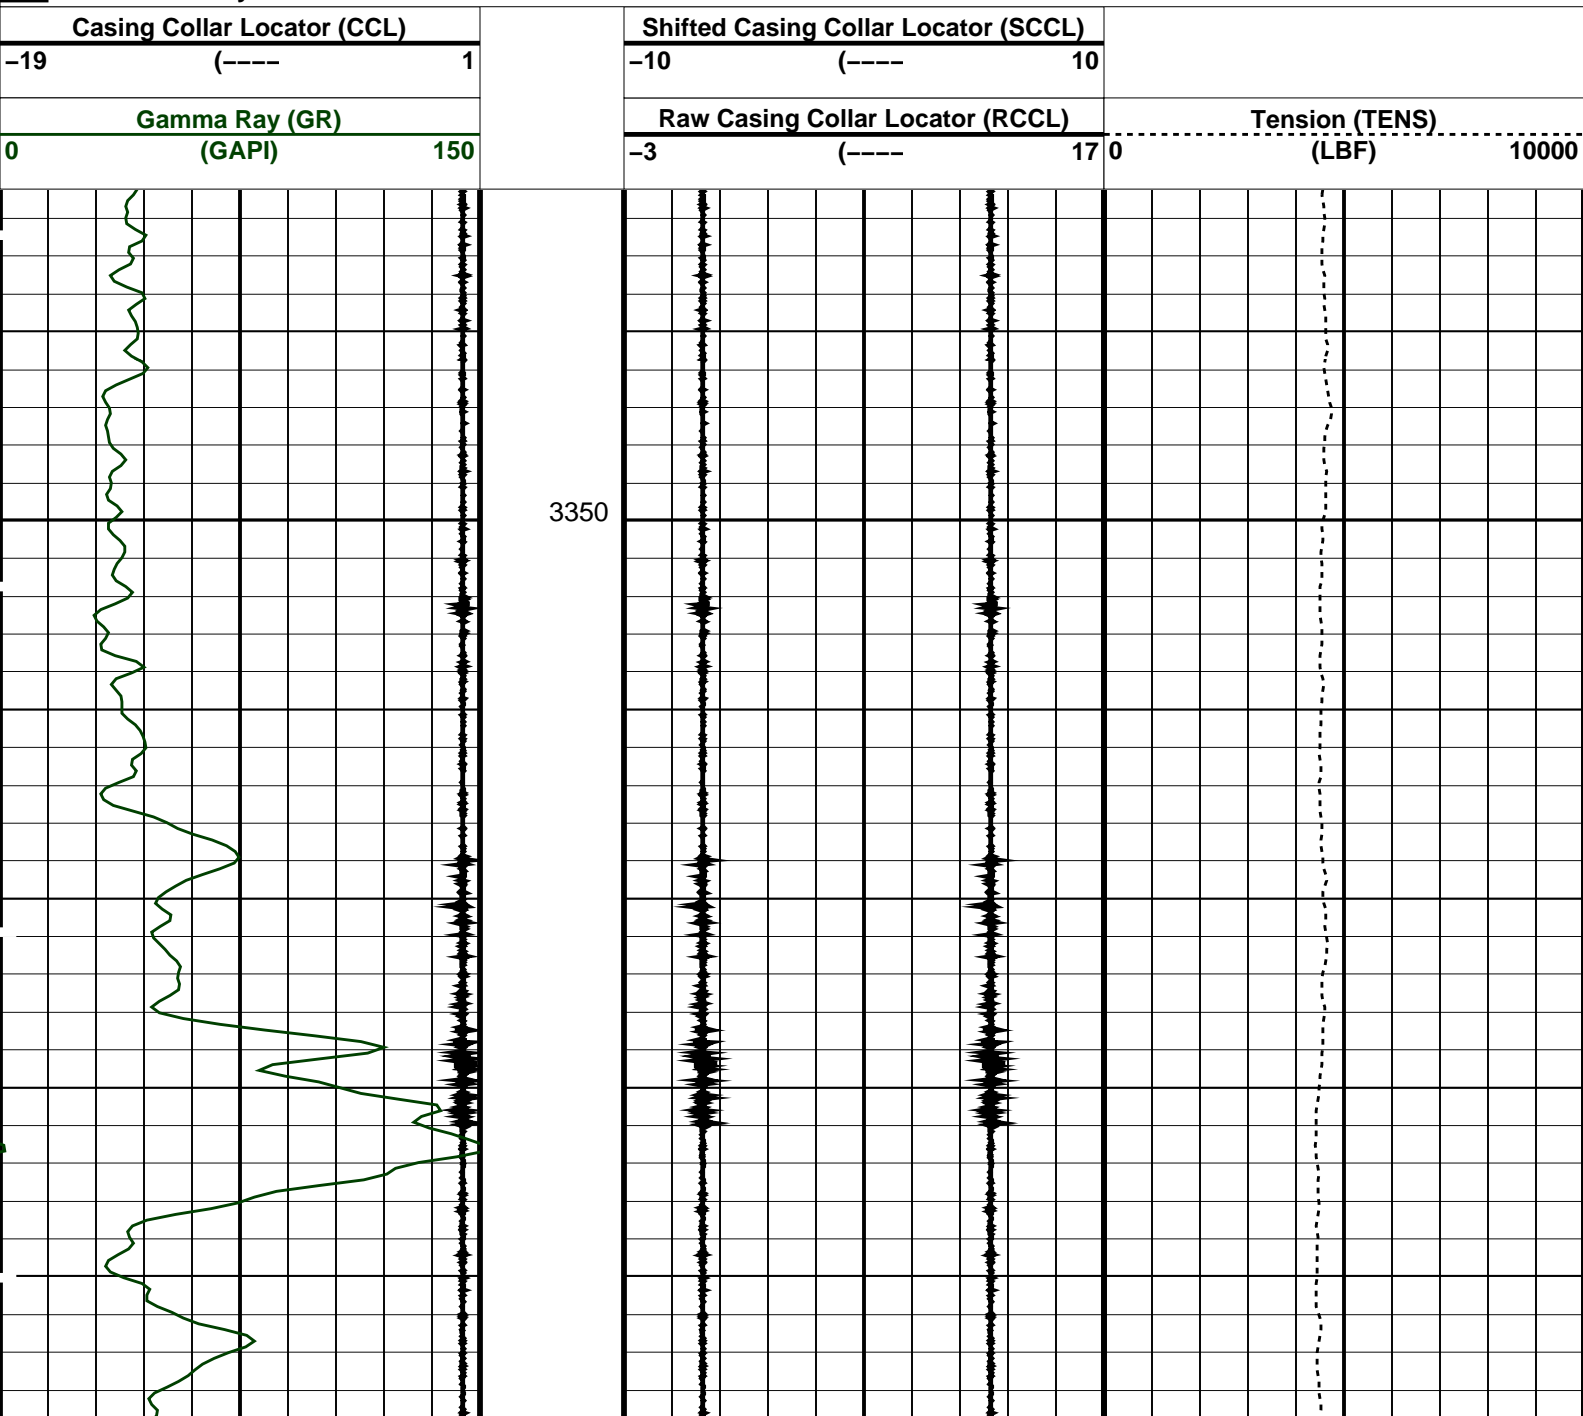 Casing Collar Locator (CCL)
−19 (−−−− 1
Gamma Ray (GR)
0 (GAPI) 150
Shifted Casing Collar Locator (SCCL)
−10 (−−−− 10
Raw Casing Collar Locator (RCCL)
−3 (−−−− 17
Tension (TENS)
0 (LBF) 10000
3350